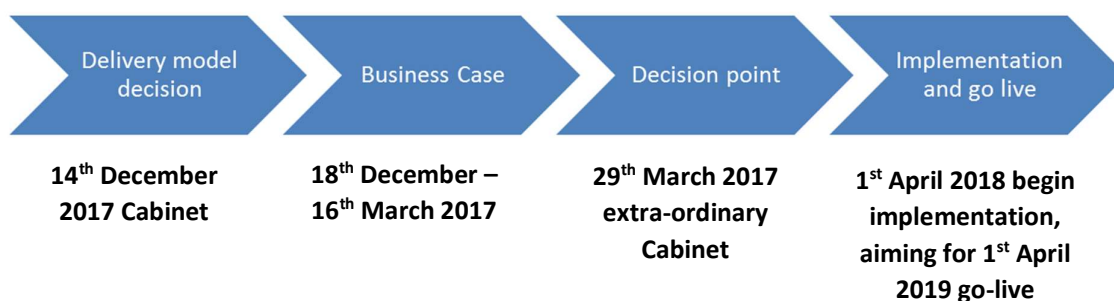 Delivery model
decision
Business Case
Decision point
Implementation
and go live
14th December
2017 Cabinet
18th December –
16th March 2017
29th March 2017
extra-ordinary
Cabinet
1st April 2018 begin
implementation,
aiming for 1st April
2019 go-live